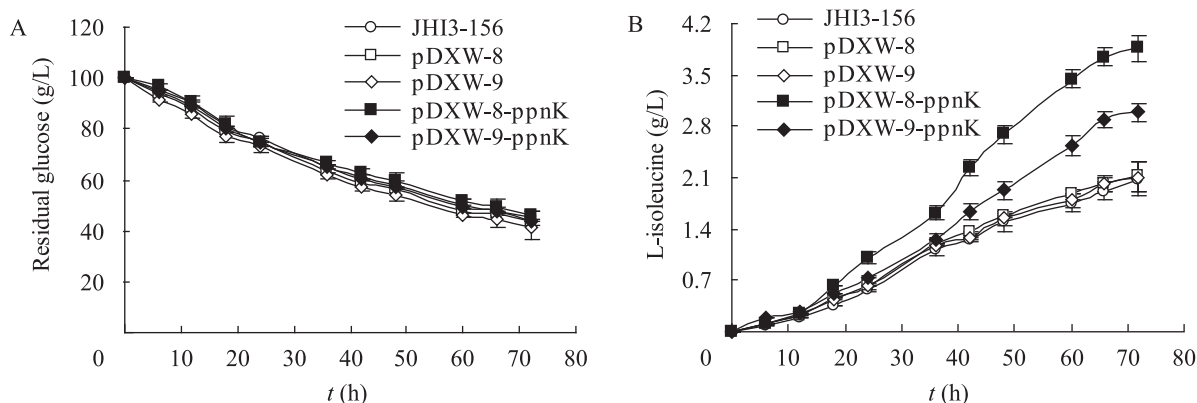 A
Residual glucose (g/L)
120
100
80
60
40
20
0
10
20
30
40
50
60
70
80
t (h)
JHI3-156
pDXW-8
pDXW-9
pDXW-8-ppnK
pDXW-9-ppnK
B
L-isoleucine (g/L)
4.2
3.5
2.8
2.1
1.4
0.7
0
10
20
30
40
50
60
70
80
t (h)
JHI3-156
pDXW-8
pDXW-9
pDXW-8-ppnK
pDXW-9-ppnK